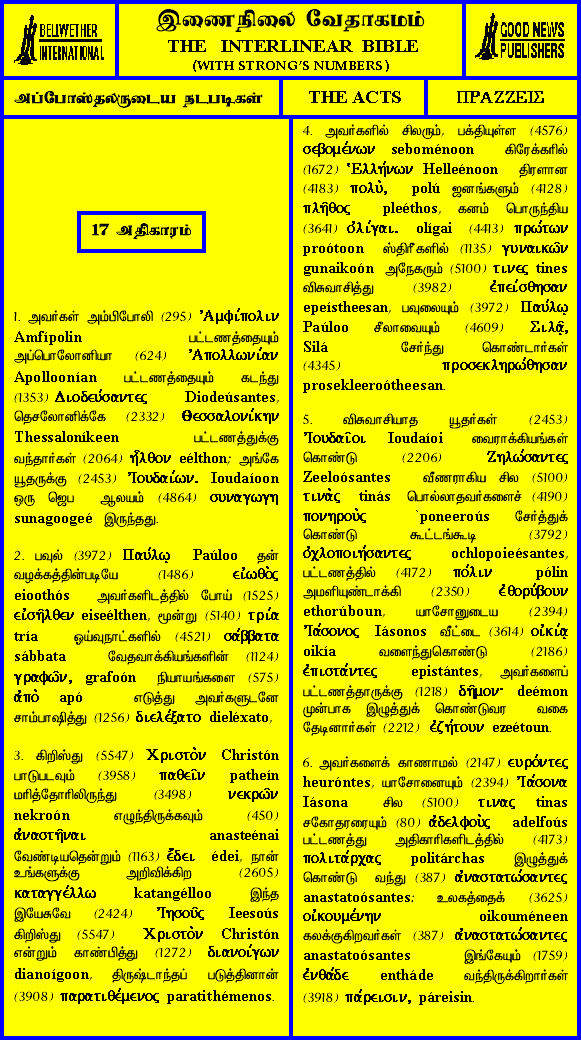 BELLWETHER
INTERNATIONAL
இணைநிலை வேதாகமம்
THE INTERLINEAR BIBLE
(WITH STRONG'S NUMBERS)
GOOD NEWS
PUBLISHERS
அப்போஸ்தலருடைய நடபடிகள்
THE ACTS
ΠΡΑΖΖΕΙΣ
17 அதிகாரம்
1. அவர்கள் அம்பிபோலி (295) Ἀμφίπολιν
Amfípolin பட்டணத்தையும்
அப்பொலோனியா (624) Ἀπολλωνίαν
Apolloonían பட்டணத்தையும் கடந்து
(1353) Διοδεύσαντες Diodeúsantes,
தெசலோனிக்கே (2332) Θεσσαλονίκην
Thessaloníkeen பட்டணத்துக்கு
வந்தார்கள் (2064) ἦλθον eélthon; அங்கே
யூதருக்கு (2453) Ἰουδαίων. Ioudaíoon
ஒரு ஜெப ஆலயம் (4864) συναγωγη
sunagoogeé இருந்தது.
2. பவுல் (3972) Παύλῳ Paúloo தன்
வழக்கத்தின்படியே (1486) εἰωθὸς
eioothós அவர்களிடத்தில் போய் (1525)
εἰσῆλθεν eiseélthen, மூன்று (5140) τρία
tría ஓய்வுநாட்களில் (4521) σάββατα
sábbata வேதவாக்கியங்களின் (1124)
γραφῶν, grafoón நியாயங்களை (575)
ἀπὸ apó எடுத்து அவர்களுடனே
சாம்பாஷித்து (1256) διελέξατο dieléxato,
3. கிறிஸ்து (5547) Χριστὸν Christón
பாடுபடவும் (3958) παθεῖν patheín
மரித்தோரிலிருந்து (3498) νεκρῶν
nekroón எழுந்திருக்கவும் (450)
ἀναστῆναι anasteénai
வேண்டியதென்றும் (1163) ἔδει édei, நான்
உங்களுக்கு அறிவிக்கிற (2605)
καταγγέλλω katangélloo இந்த
இயேசுவே (2424) Ἰησοῦς Ieesoús
கிறிஸ்து (5547) Χριστὸν Christón
என்றும் காண்பித்து (1272) διανοίγων
dianoígoon, திருஷ்டாந்தப் படுத்தினான்
(3908) παρατιθέμενος paratithémenos.
4. அவர்களில் சிலரும், பக்தியுள்ள (4576)
σεβομένων seboménoon கிரேக்கரில்
(1672) Ἑλλήνων Helleénoon திரளான
(4183) πολὺ, polú ஜனங்களும் (4128)
πλῆθος pleéthos, கனம் பொருந்திய
(3641) ὀλίγαι. olígai (4413) πρώτων
proótoon ஸ்திரீகளில் (1135) γυναικῶν
gunaikoón அநேகரும் (5100) τινες tines
விசுவாசித்து (3982) ἐπείσθησαν
epeístheesan, பவுலையும் (3972) Παύλῳ
Paúloo சீலாவையும் (4609) Σιλᾷ,
Silá சேர்ந்து கொண்டார்கள்
(4345) προσεκληρώθησαν
prosekleeroótheesan.
5. விசுவாசியாத யூதர்கள் (2453)
Ἰουδαῖοι Ioudaíoi வைராக்கியங்கள்
கொண்டு (2206) Ζηλώσαντες
Zeeloósantes வீணராகிய சில (5100)
τινὰς tinás பொல்லாதவர்களைச் (4190)
πονηροὺς `poneeroús சேர்த்துக்
கொண்டு கூட்டங்கூடி (3792)
ὀχλοποιήσαντες ochlopoieésantes,
பட்டணத்தில் (4172) πόλιν pólin
அமளியுண்டாக்கி (2350) ἐθορύβουν
ethorúboun, யாசோனுடைய (2394)
Ἰάσονος Iásonos வீட்டை (3614) οἰκίᾳ
oikía வளைந்துகொண்டு (2186)
ἐπιστάντες epistántes, அவர்களைப்
பட்டணத்தாருக்கு (1218) δῆμον· deémon
முன்பாக இழுத்துக் கொண்டுவர வகை
தேடினார்கள் (2212) ἐζήτουν ezeétoun.
6. அவர்களைக் காணாமல் (2147) εὑρόντες
heuróntes, யாசோனையும் (2394) Ἰάσονα
Iásona சில (5100) τινας tinas
சகோதரரையும் (80) ἀδελφοὺς adelfoús
பட்டணத்து அதிகாரிகளிடத்தில் (4173)
πολιτάρχας politárchas இழுத்துக்
கொண்டு வந்து (387) ἀναστατώσαντες
anastatoósantes: உலகத்தைக் (3625)
οἰκουμένην oikouméneen
கலக்குகிறவர்கள் (387) ἀναστατώσαντες
anastatoósantes இங்கேயும் (1759)
ἐνθάδε entháde வந்திருக்கிறார்கள்
(3918) πάρεισιν, páreisin.